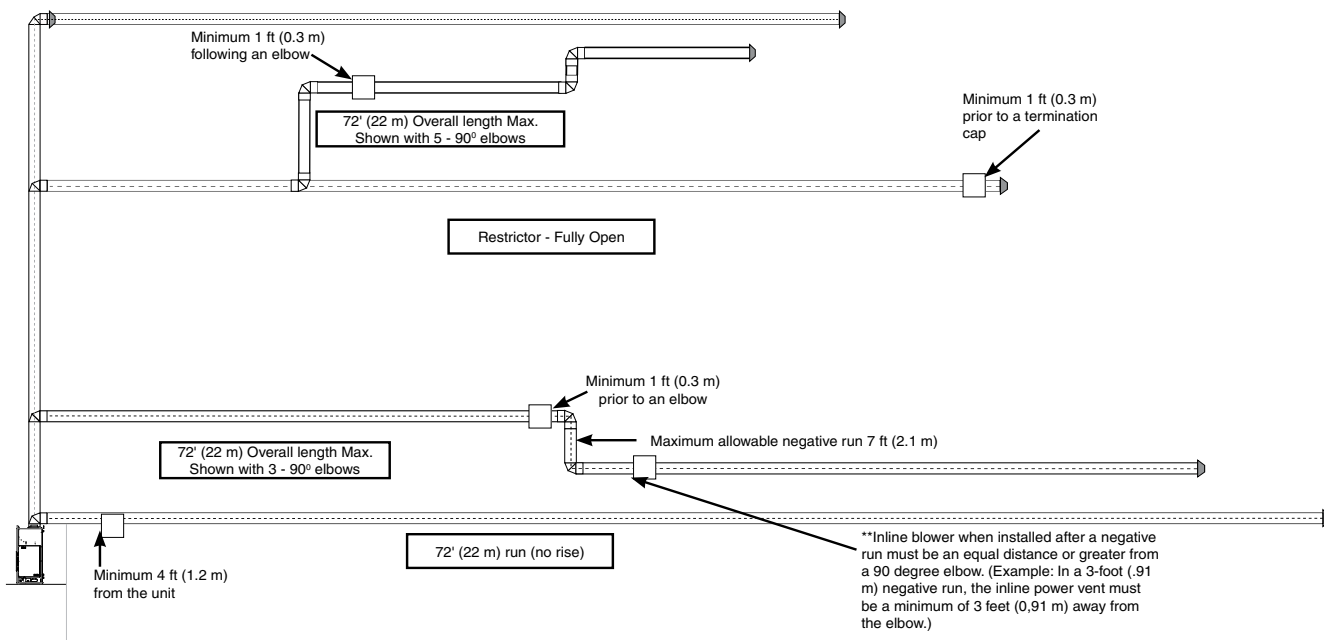 Minimum 1 ft (0.3 m)
following an elbow
72' (22 m) Overall length Max.
Shown with 5 - 90⁰ elbows
Minimum 1 ft (0.3 m)
prior to a termination
cap
Restrictor - Fully Open
Minimum 1 ft (0.3 m)
prior to an elbow
Maximum allowable negative run 7 ft (2.1 m)
72' (22 m) Overall length Max.
Shown with 3 - 90⁰ elbows
72' (22 m) run (no rise)
Minimum 4 ft (1.2 m)
from the unit
**Inline blower when installed after a negative
run must be an equal distance or greater from
a 90 degree elbow. (Example: In a 3-foot (.91
m) negative run, the inline power vent must
be a minimum of 3 feet (0,91 m) away from
the elbow.)